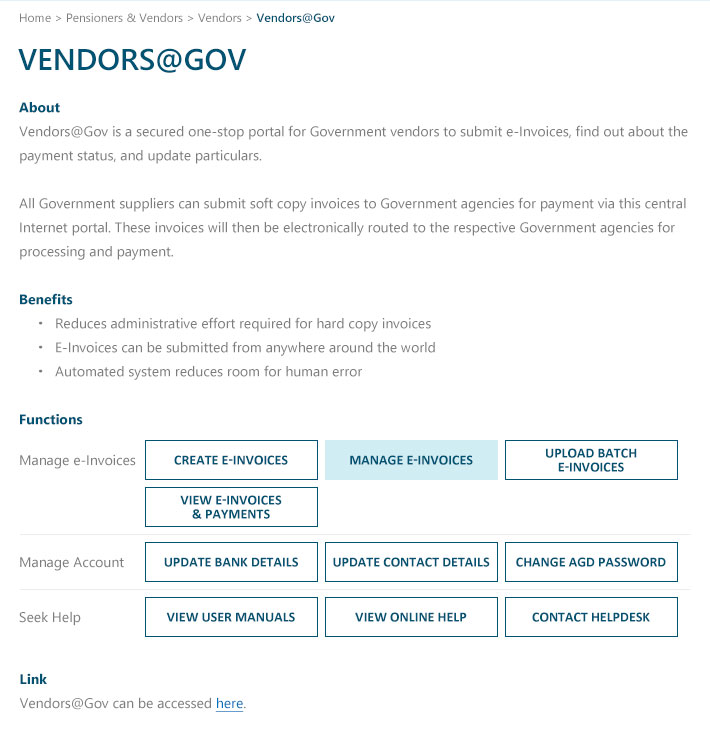 Home > Pensioners & Vendors > Vendors > Vendors@Gov
VENDORS@GOV
About
Vendors@Gov is a secured one-stop portal for Government vendors to submit e-Invoices, find out about the
payment status, and update particulars.
All Government suppliers can submit soft copy invoices to Government agencies for payment via this central
Internet portal. These invoices will then be electronically routed to the respective Government agencies for
processing and payment.
Benefits
• Reduces administrative effort required for hard copy invoices
• E-Invoices can be submitted from anywhere around the world
• Automated system reduces room for human error
Functions
Manage e-Invoices
CREATE E-INVOICES
MANAGE E-INVOICES
UPLOAD BATCH
E-INVOICES
VIEW E-INVOICES
& PAYMENTS
Manage Account
UPDATE BANK DETAILS
UPDATE CONTACT DETAILS
CHANGE AGD PASSWORD
Seek Help
VIEW USER MANUALS
VIEW ONLINE HELP
CONTACT HELPDESK
Link
Vendors@Gov can be accessed here.